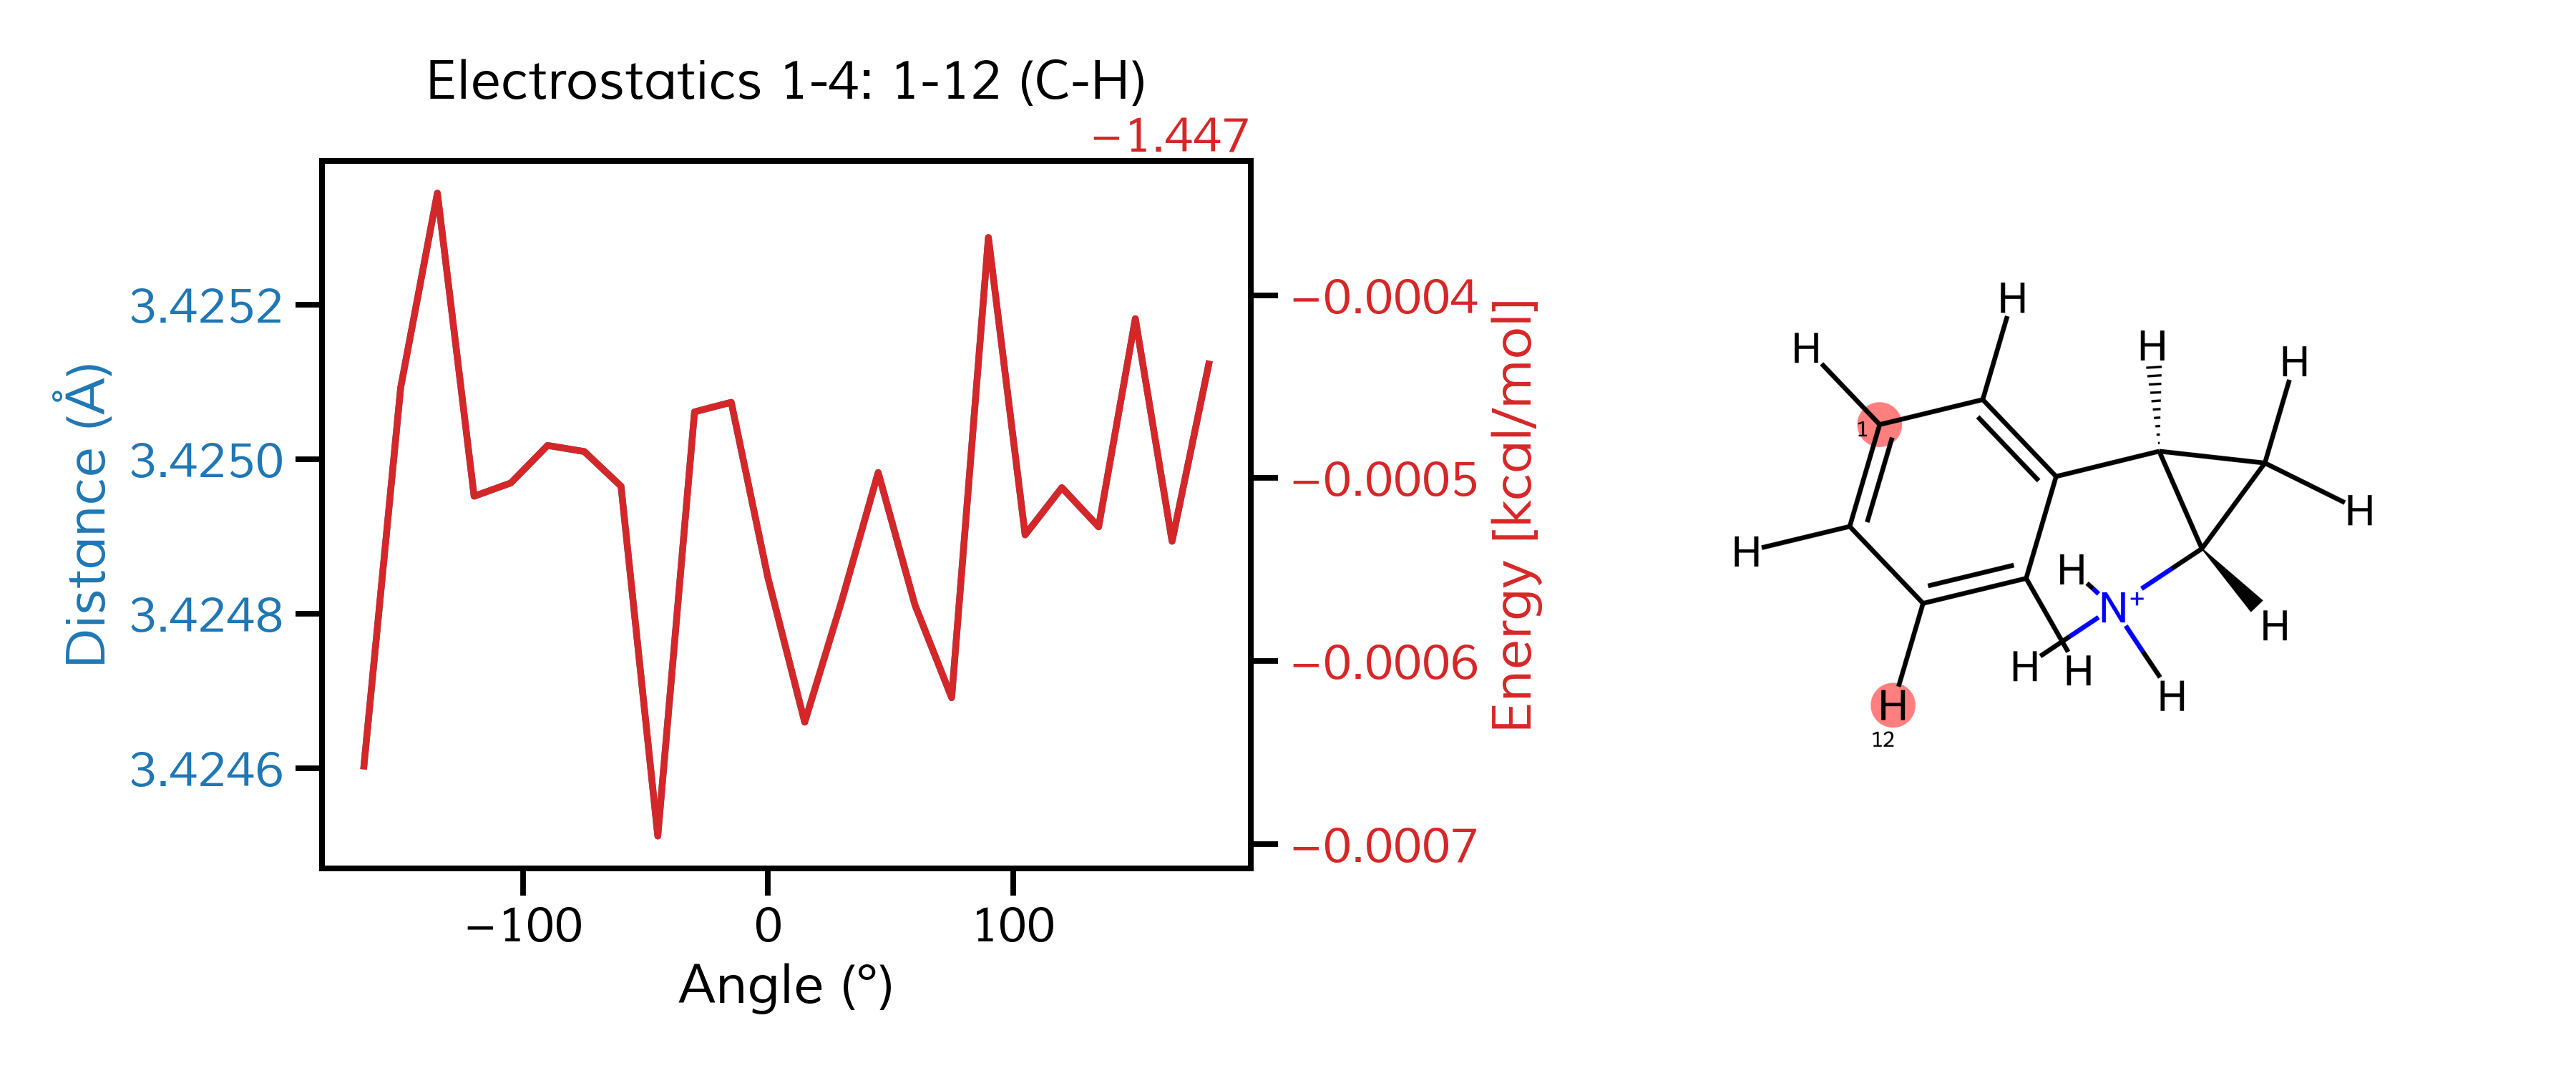 Electrostatics 1-4: 1-12 (C-H)
−1.447
Distance (Å)
3.4252
3.4250
3.4248
3.4246
−0.0004
−0.0005
−0.0006
−0.0007
Energy [kcal/mol]
−100 0 100
Angle (°)
H
H
H
H
1
H
H
H
N⁺
H
H H
H
H
12